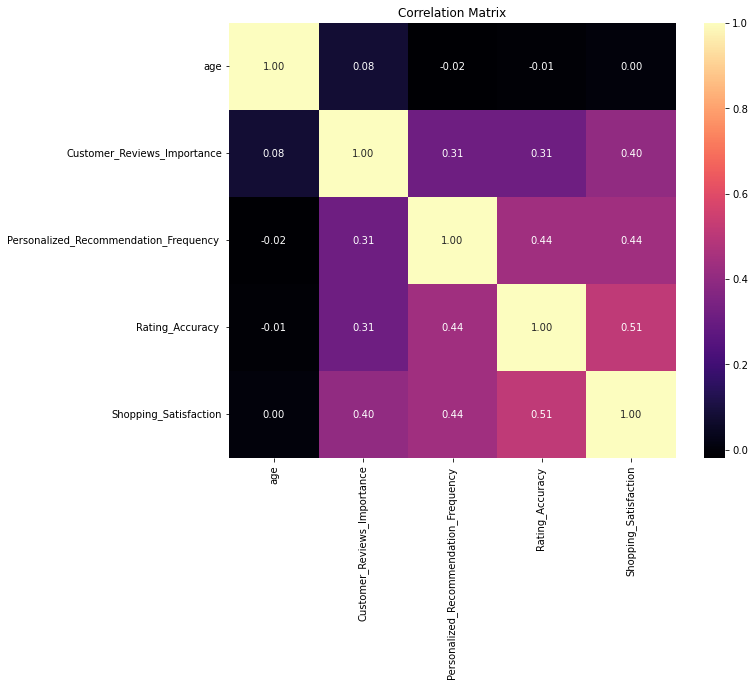 Correlation Matrix
age 1.00 0.08 -0.02 -0.01 0.00
Customer_Reviews_Importance 0.08 1.00 0.31 0.31 0.40
Personalized_Recommendation_Frequency -0.02 0.31 1.00 0.44 0.44
Rating_Accuracy -0.01 0.31 0.44 1.00 0.51
Shopping_Satisfaction 0.00 0.40 0.44 0.51 1.00
age
Customer_Reviews_Importance
Personalized_Recommendation_Frequency
Rating_Accuracy
Shopping_Satisfaction
1.0
0.8
0.6
0.4
0.2
0.0